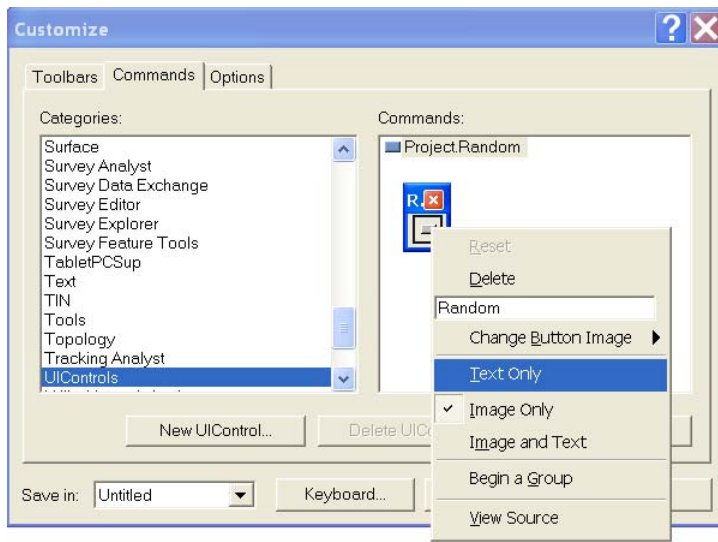 Customize
Toolbars Commands Options
Categories:
Surface
Survey Analyst
Survey Data Exchange
Survey Editor
Survey Explorer
Survey Feature Tools
TabletPCSup
Text
TIN
Tools
Topology
Tracking Analyst
UIControls
Commands:
Project.Random
R.
Reset
Delete
Random
Change Button Image
Text Only
Image Only
Image and Text
Begin a Group
View Source
New UIControl...
Delete
Save in: Untitled
Keyboard...